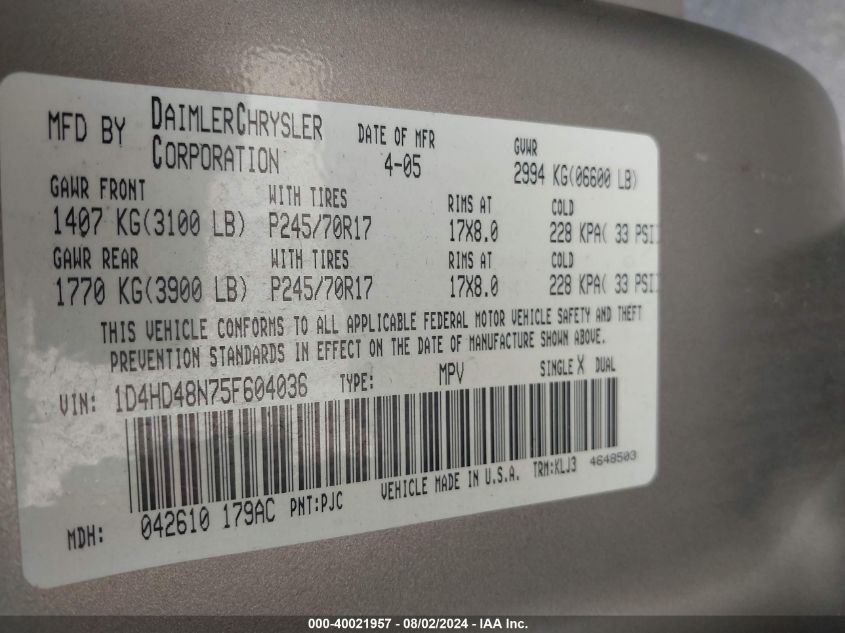 MFD BY DAIMLERCHRYSLER CORPORATION DATE OF MFR 4-05 GVWR 2994 KG(06600 LB)
GAWR FRONT WITH TIRES RIMS AT COLD
1407 KG(3100 LB) P245/70R17 17X8.0 228 KPA( 33 PSI
GAWR REAR WITH TIRES RIMS AT COLD
1770 KG(3900 LB) P245/70R17 17X8.0 228 KPA( 33 PSI
THIS VEHICLE CONFORMS TO ALL APPLICABLE FEDERAL MOTOR VEHICLE SAFETY AND THEFT
PREVENTION STANDARDS IN EFFECT ON THE DATE OF MANUFACTURE SHOWN ABOVE.
VIN: 1D4HD48N75F604036 TYPE: MPV SINGLE X DUAL
MDH: 042610 179AC PNT:PJC VEHICLE MADE IN U.S.A. TRM:KLJ3 4648503
000-40021957 - 08/02/2024 - IAA Inc.